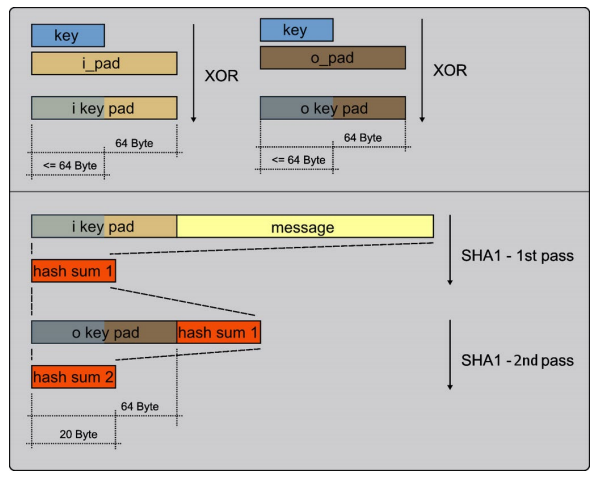 key
i_pad
XOR
i key pad
64 Byte
<= 64 Byte
key
o_pad
XOR
o key pad
64 Byte
<= 64 Byte
i key pad
message
SHA1 - 1st pass
hash sum 1
o key pad
hash sum 1
SHA1 - 2nd pass
hash sum 2
64 Byte
20 Byte